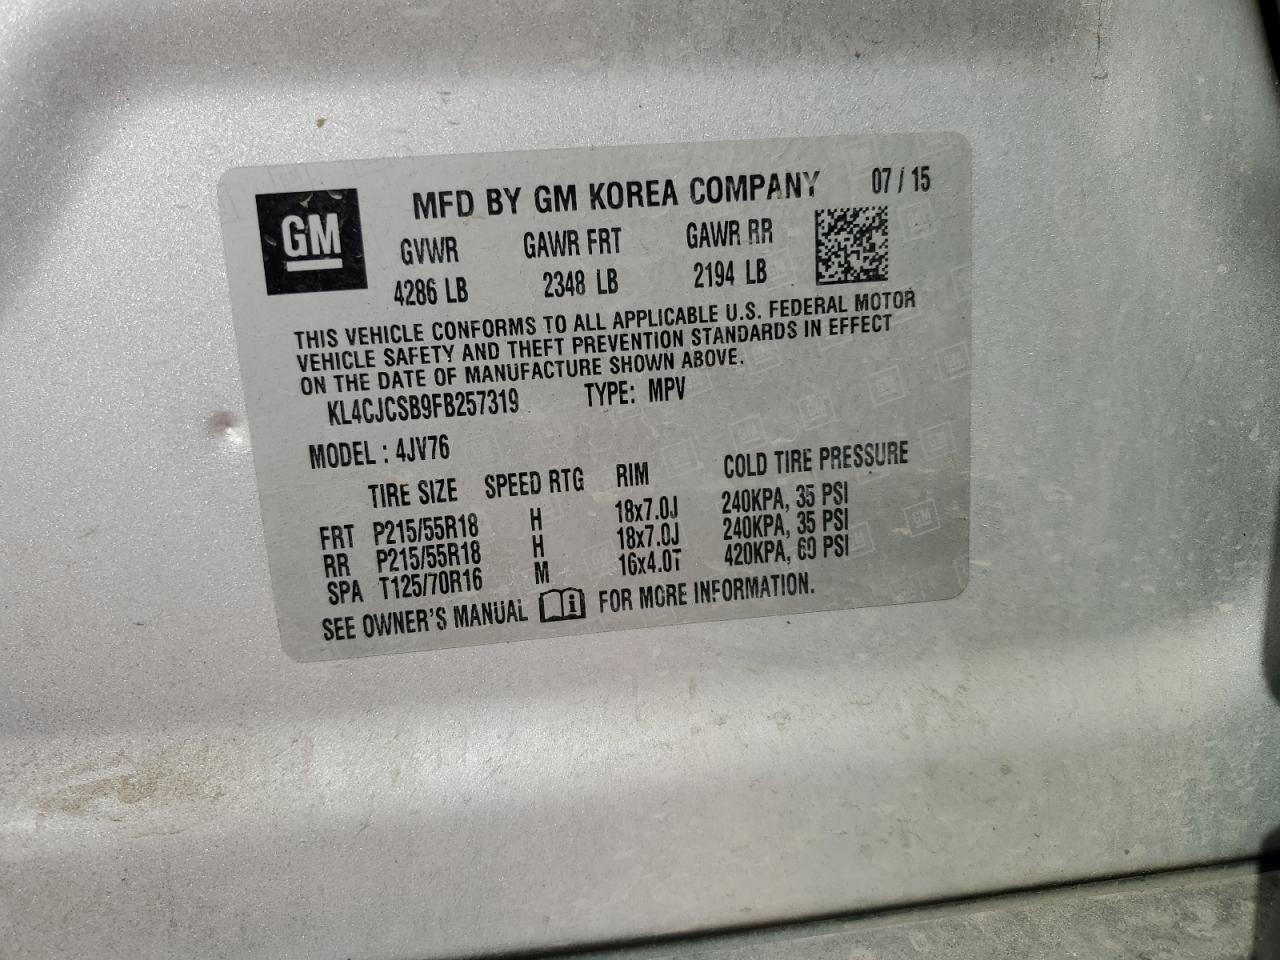 GM
MFD BY GM KOREA COMPANY 07 / 15
GVWR GAWR FRT GAWR RR
4286 LB 2348 LB 2194 LB
THIS VEHICLE CONFORMS TO ALL APPLICABLE U.S. FEDERAL MOTOR
VEHICLE SAFETY AND THEFT PREVENTION STANDARDS IN EFFECT
ON THE DATE OF MANUFACTURE SHOWN ABOVE.
KL4CJCSB9FB257319 TYPE: MPV
MODEL : 4JV76
TIRE SIZE SPEED RTG RIM COLD TIRE PRESSURE
FRT P215/55R18 H 18x7.0J 240KPA, 35 PSI
RR P215/55R18 H 18x7.0J 240KPA, 35 PSI
SPA T125/70R16 M 16x4.0T 420KPA, 60 PSI
SEE OWNER'S MANUAL i FOR MORE INFORMATION.